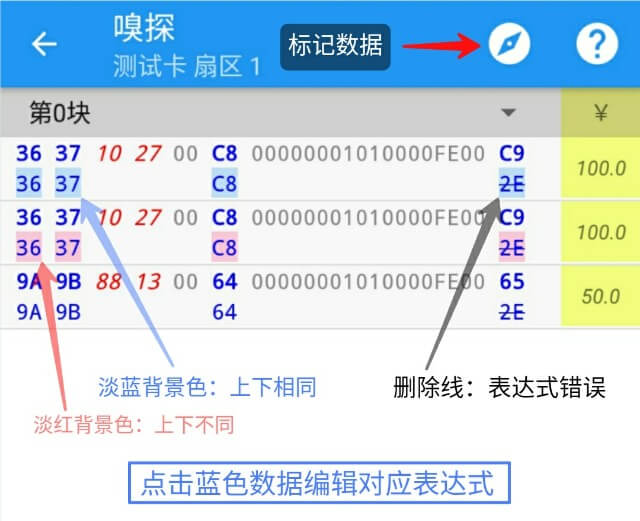 嗅探
测试卡 扇区 1
标记数据
?
第0块
¥
36 37 10 27 00 C8 00000001010000FE00 C9
36 37 C8 2E
100.0
36 37 10 27 00 C8 00000001010000FE00 C9
36 37 C8 2E
100.0
9A 9B 88 13 00 64 00000001010000FE00 65
9A 9B 64 2E
50.0
淡蓝背景色：上下相同
删除线：表达式错误
淡红背景色：上下不同
点击蓝色数据编辑对应表达式